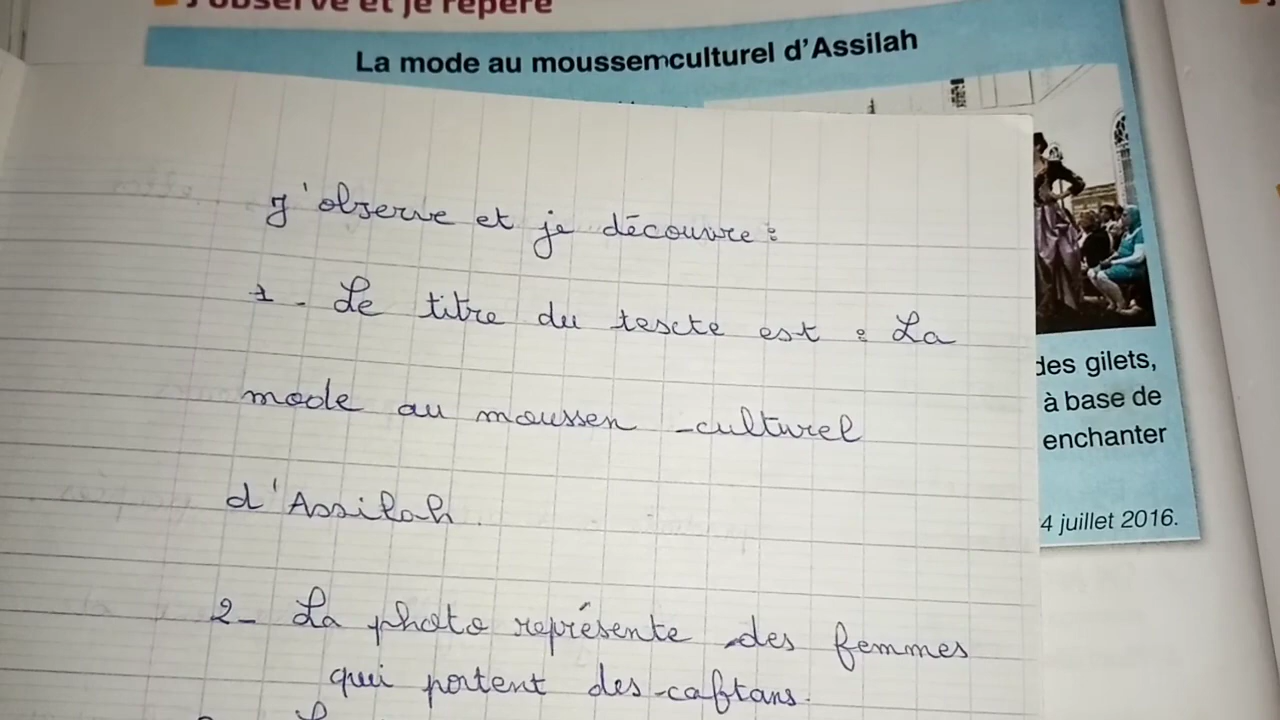 J'observe et je repère
La mode au moussem culturel d'Assilah
J'observe et je découvre :
1 - Le titre du texte est : La
mode au moussen culturel
d'Assilah.
2 - La photo représente des femmes
qui portent des caftans.
des gilets,
à base de
enchanter
4 juillet 2016.